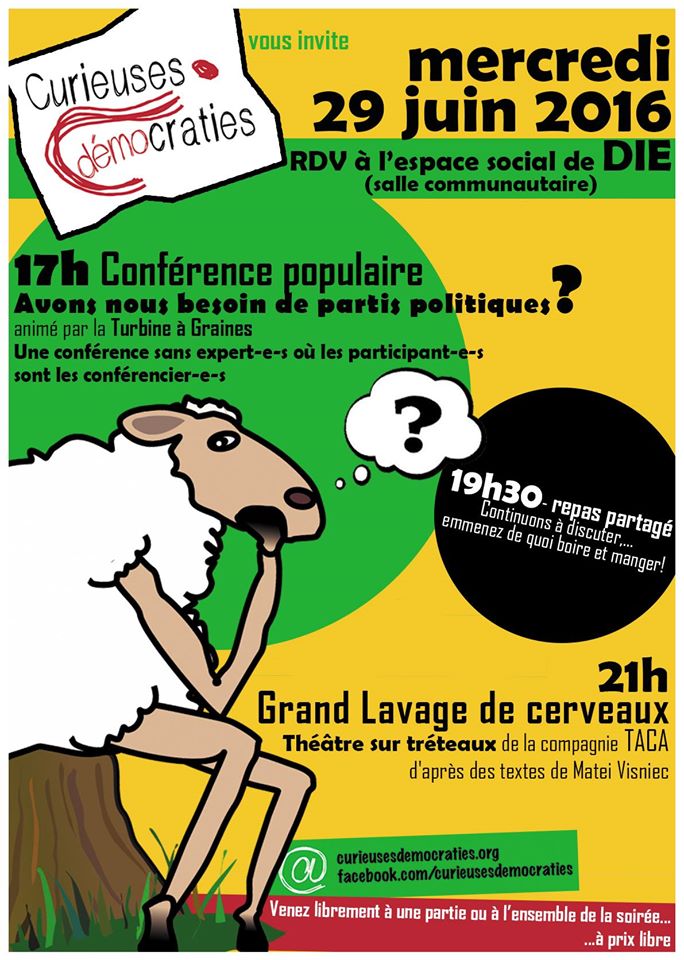 Curieuses
démocraties
vous invite
mercredi
29 juin 2016
RDV à l'espace social de DIE
(salle communautaire)
17h Conférence populaire
Avons nous besoin de partis politiques ?
animé par la Turbine à Graines
Une conférence sans expert-e-s où les participant-e-s
sont les conférencier-e-s
?
19h30- repas partagé
Continuons à discuter,...
emmenez de quoi boire et manger!
21h
Grand Lavage de cerveaux
Théâtre sur tréteaux de la compagnie TACA
d'après des textes de Matei Visniec
@ curieusesdemocraties.org
facebook.com/curieusesdemocraties
Venez librement à une partie ou à l'ensemble de la soirée...
...à prix libre